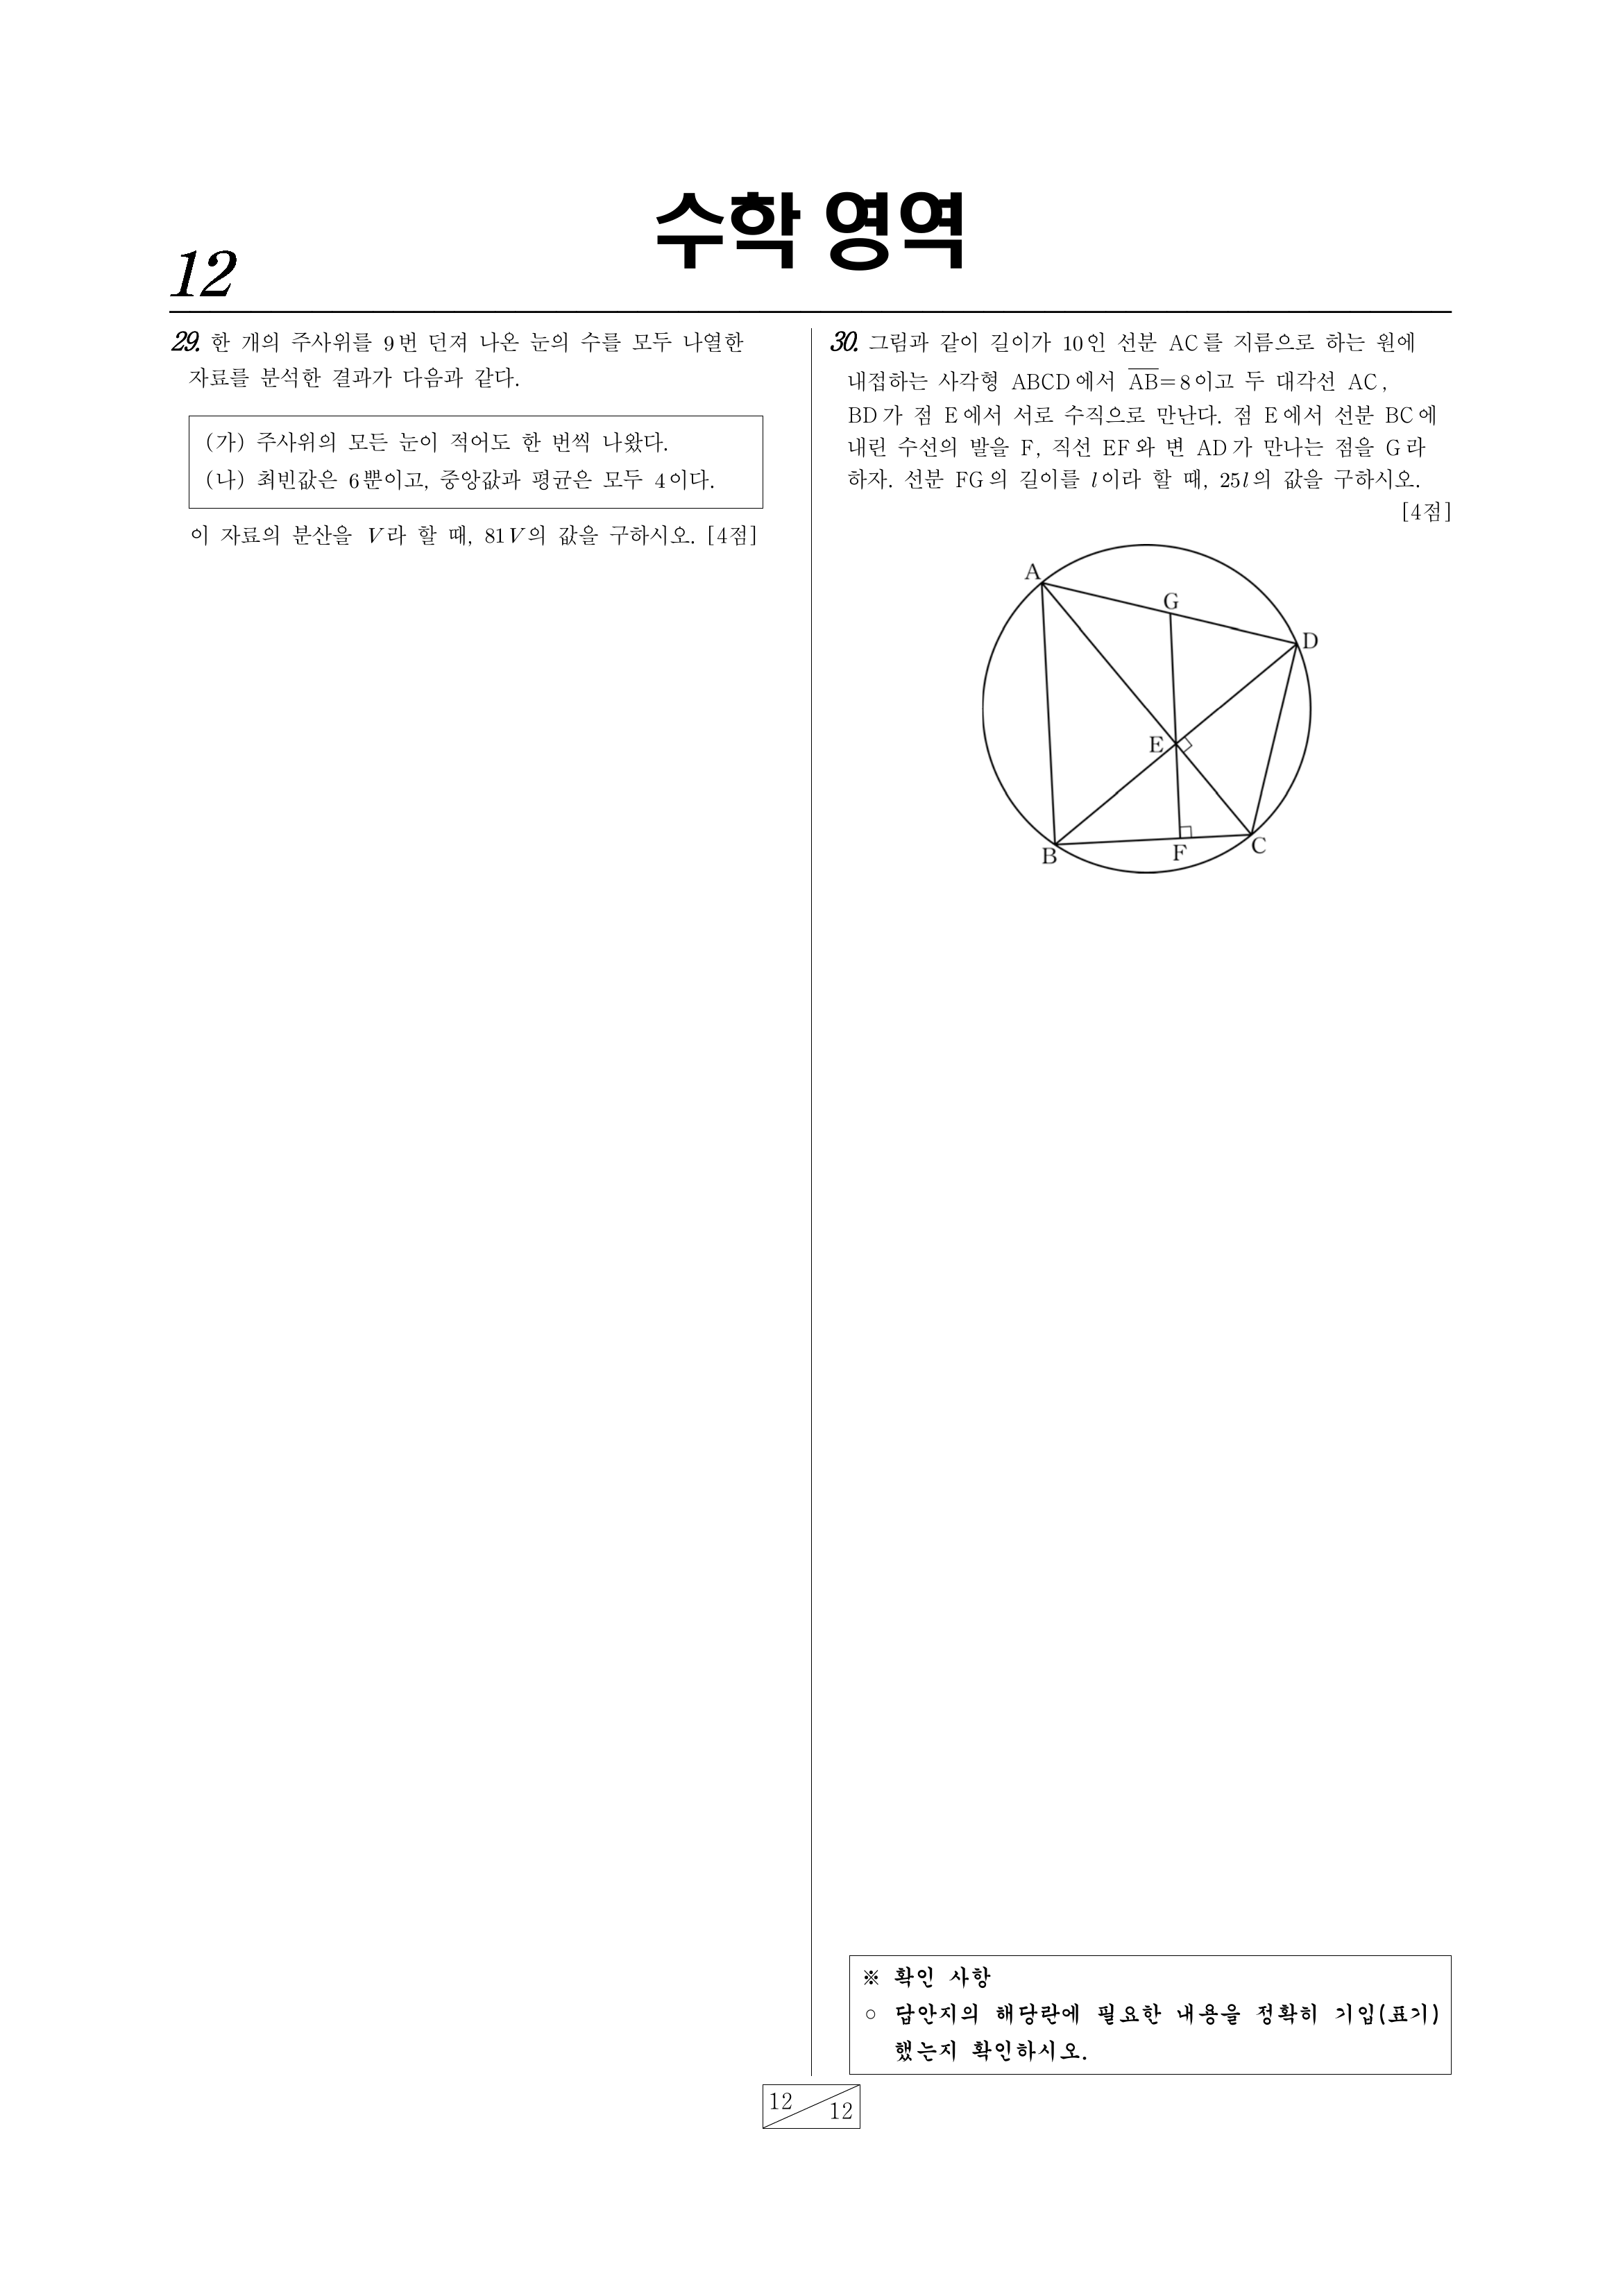 수학 영역
12
29. 한 개의 주사위를 9번 던져 나온 눈의 수를 모두 나열한
자료를 분석한 결과가 다음과 같다.
(가) 주사위의 모든 눈이 적어도 한 번씩 나왔다.
(나) 최빈값은 6뿐이고, 중앙값과 평균은 모두 4이다.
이 자료의 분산을 V라 할 때, 81V의 값을 구하시오. [4점]
30. 그림과 같이 길이가 10인 선분 AC를 지름으로 하는 원에
내접하는 사각형 ABCD에서 A̅B̅=8이고 두 대각선 AC,
BD가 점 E에서 서로 수직으로 만난다. 점 E에서 선분 BC에
내린 수선의 발을 F, 직선 EF와 변 AD가 만나는 점을 G라
하자. 선분 FG의 길이를 l이라 할 때, 25l의 값을 구하시오.
[4점]
A
G
D
E
B
F
C
※ 확인 사항
○ 답안지의 해당란에 필요한 내용을 정확히 기입(표기)
했는지 확인하시오.
12
12